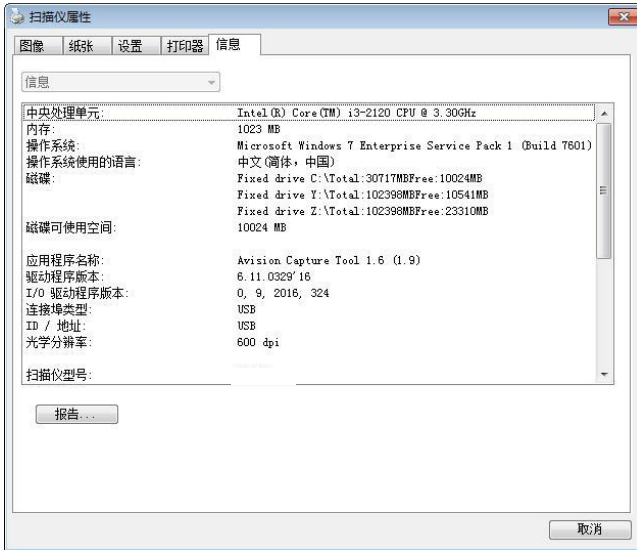 扫描仪属性
图像 纸张 设置 打印器 信息
信息
中央处理单元: Intel(R) Core(TM) i3-2120 CPU @ 3.30GHz
内存: 1023 MB
操作系统: Microsoft Windows 7 Enterprise Service Pack 1 (Build 7601)
操作系统使用的语言: 中文(简体，中国)
磁碟: Fixed drive C:\Total:30717MBFree:10024MB
Fixed drive Y:\Total:102398MBFree:10541MB
Fixed drive Z:\Total:102398MBFree:23310MB
磁碟可使用空间: 10024 MB
应用程序名称: Avision Capture Tool 1.6 (1.9)
驱动程序版本: 6.11.0329'16
I/O 驱动程序版本: 0, 9, 2016, 324
连接埠类型: USB
ID / 地址: USB
光学分辨率: 600 dpi
扫描仪型号:
报告...
取消